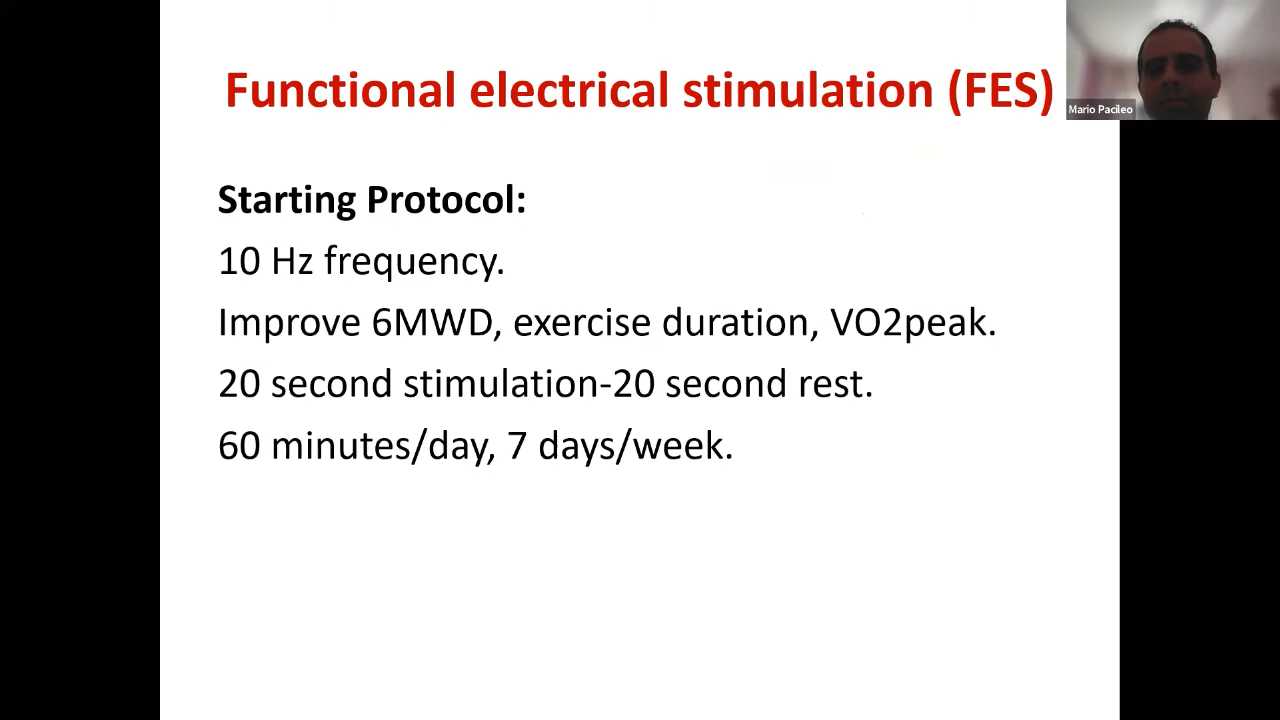 Functional electrical stimulation (FES)
Mario Pacileo
Starting Protocol:
10 Hz frequency.
Improve 6MWD, exercise duration, VO2peak.
20 second stimulation-20 second rest.
60 minutes/day, 7 days/week.